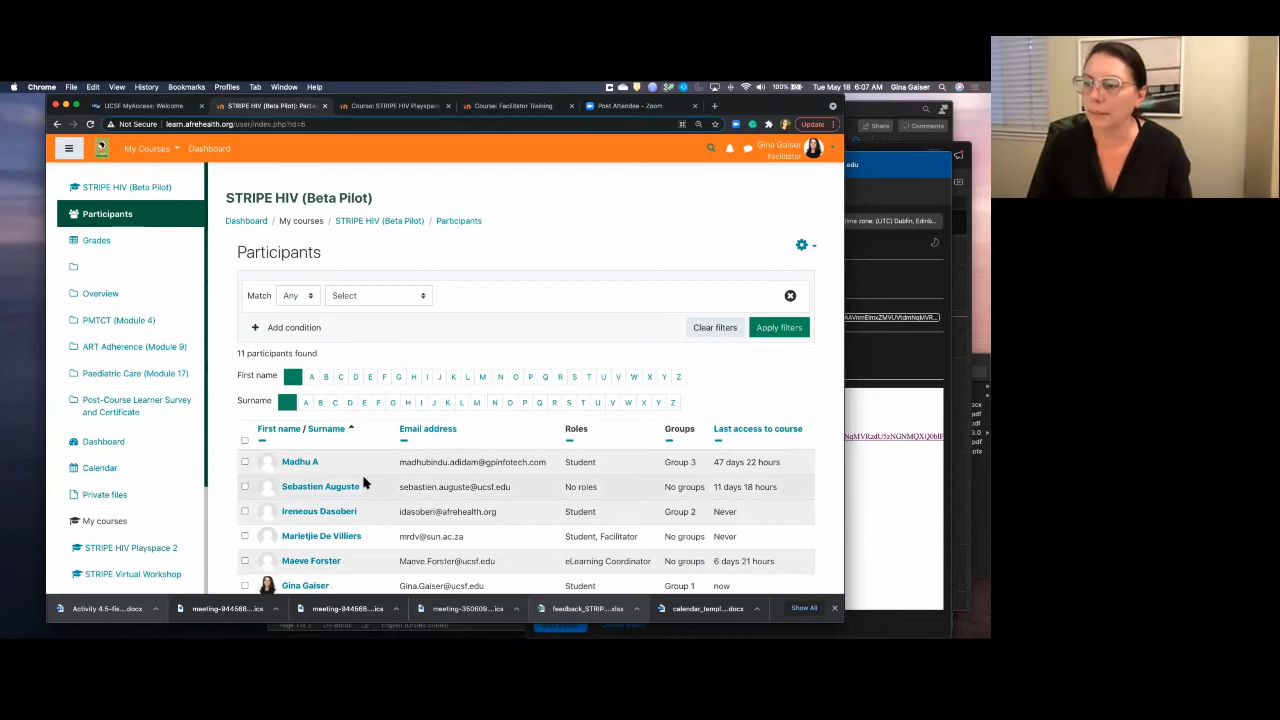 Chrome File Edit View History Bookmarks Profiles Tab Window Help 100% Tue May 18 6:07 AM Gina Gaiser
UCSF MyAccess: Welcome × STRIPE HIV (Beta Pilot): Parti × Course: STRIPE HIV Playspace × Course: Facilitator Training × Post Attendee - Zoom × +
Not Secure | learn.afrehealth.org/user/index.php?id=6 Update
Share Comments
My Courses Dashboard Gina Gaiser
Facilitator
.edu
STRIPE HIV (Beta Pilot)
Participants
Grades
Overview
PMTCT (Module 4)
ART Adherence (Module 9)
Paediatric Care (Module 17)
Post-Course Learner Survey
and Certificate
Dashboard
Calendar
Private files
My courses
STRIPE HIV Playspace 2
STRIPE Virtual Workshop
STRIPE HIV (Beta Pilot)
Dashboard / My courses / STRIPE HIV (Beta Pilot) / Participants
Participants
Match Any Select
+ Add condition Clear filters Apply filters
11 participants found
First name A B C D E F G H I J K L M N O P Q R S T U V W X Y Z
Surname A B C D E F G H I J K L M N O P Q R S T U V W X Y Z
First name / Surname Email address Roles Groups Last access to course
Madhu A madhubindu.adidam@gpinfotech.com Student Group 3 47 days 22 hours
Sebastien Auguste sebastien.auguste@ucsf.edu No roles No groups 11 days 18 hours
Ireneous Dasoberi idasoberi@afrehealth.org Student Group 2 Never
Marietjie De Villiers mrdv@sun.ac.za Student, Facilitator No groups Never
Maeve Forster Maeve.Forster@ucsf.edu eLearning Coordinator No groups 6 days 21 hours
Gina Gaiser Gina.Gaiser@ucsf.edu Student Group 1 now
time zone: (UTC) Dublin, Edinb...
Activity 4.5-fis....docx meeting-944568...ics meeting-944568...ics meeting-350609...ics feedback_STRIP...xlsx calendar_templ...docx Show All
English (United States)